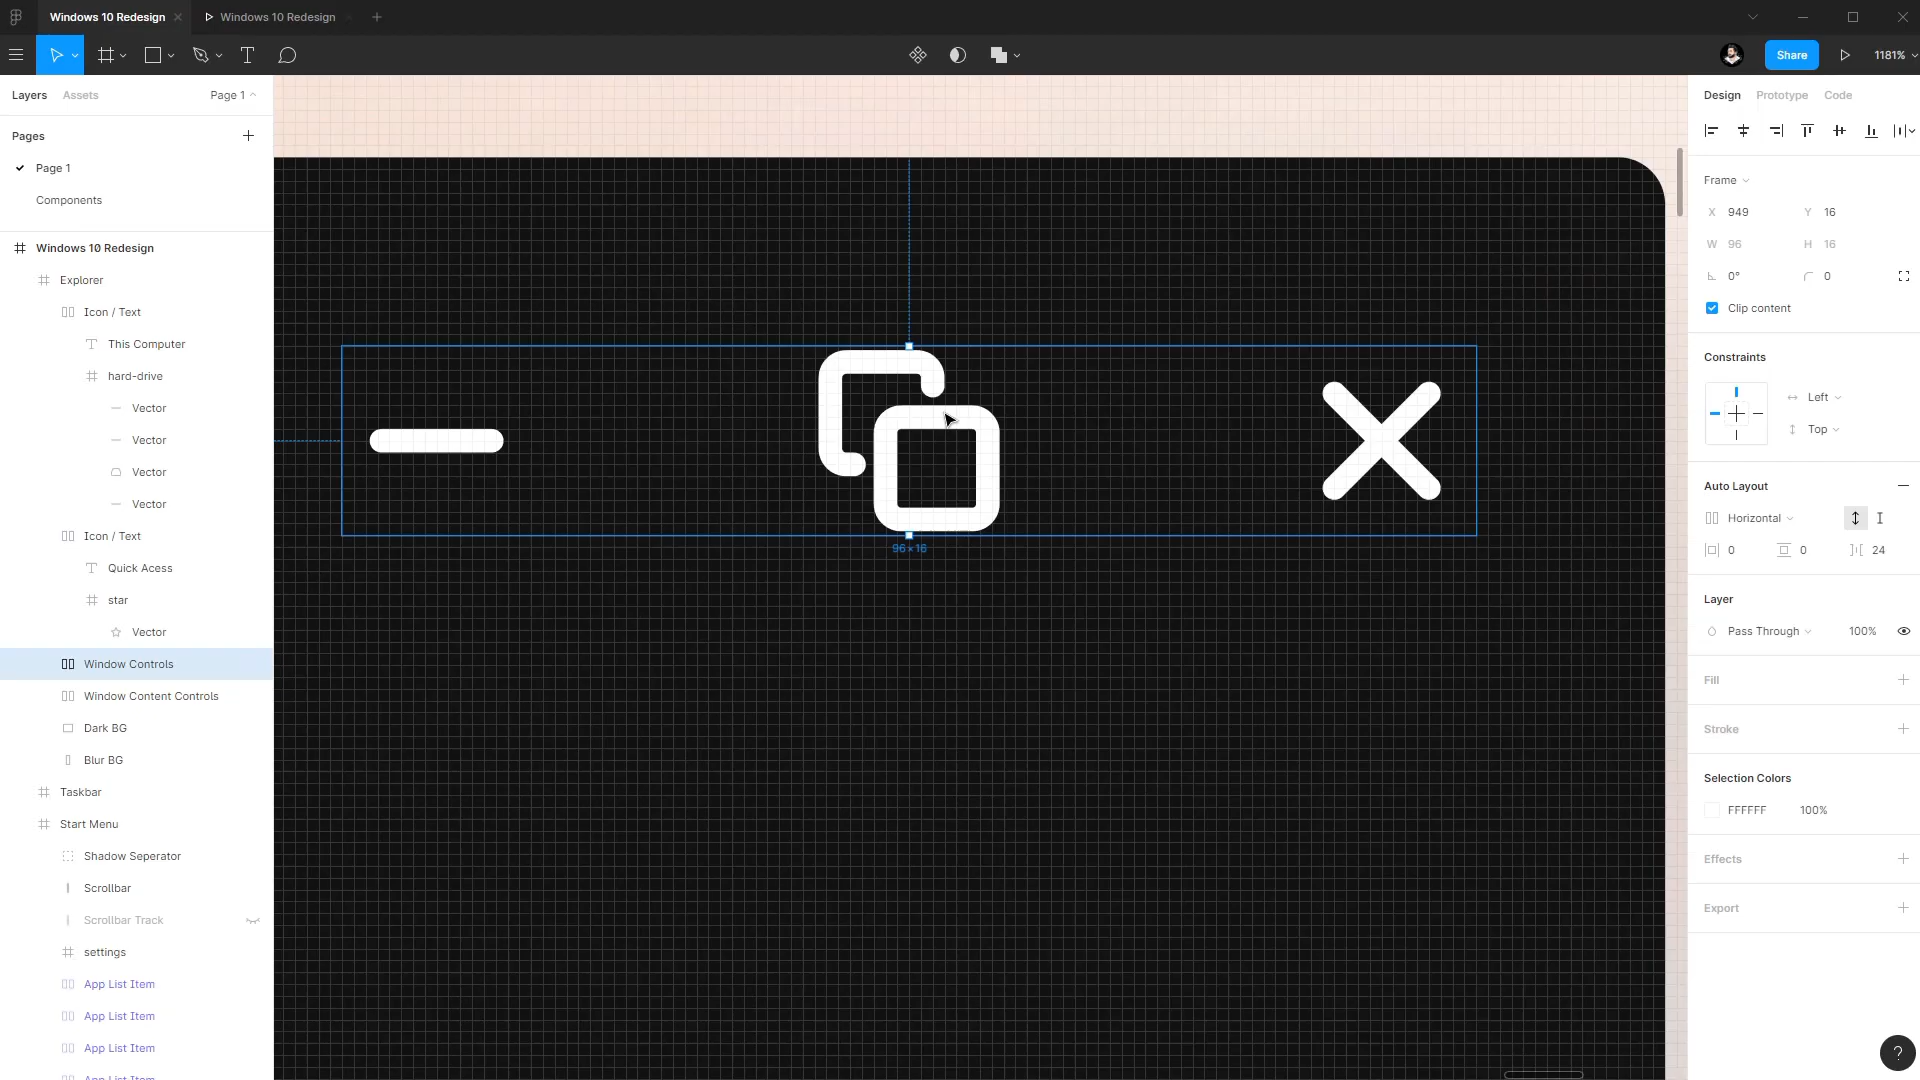 Windows 10 Redesign
Windows 10 Redesign
Share
1181%
Layers
Assets
Page 1
Pages
Page 1
Components
Windows 10 Redesign
Explorer
Icon / Text
This Computer
hard-drive
Vector
Vector
Vector
Vector
Icon / Text
Quick Acess
star
Vector
Window Controls
Window Content Controls
Dark BG
Blur BG
Taskbar
Start Menu
Shadow Seperator
Scrollbar
Scrollbar Track
settings
App List Item
App List Item
App List Item
App List Item
96 × 16
Design
Prototype
Code
Frame
X 949 Y 16
W 96 H 16
0° 0
Clip content
Constraints
Left
Top
Auto Layout
Horizontal
0 0 24
Layer
Pass Through 100%
Fill
Stroke
Selection Colors
FFFFFF 100%
Effects
Export
?